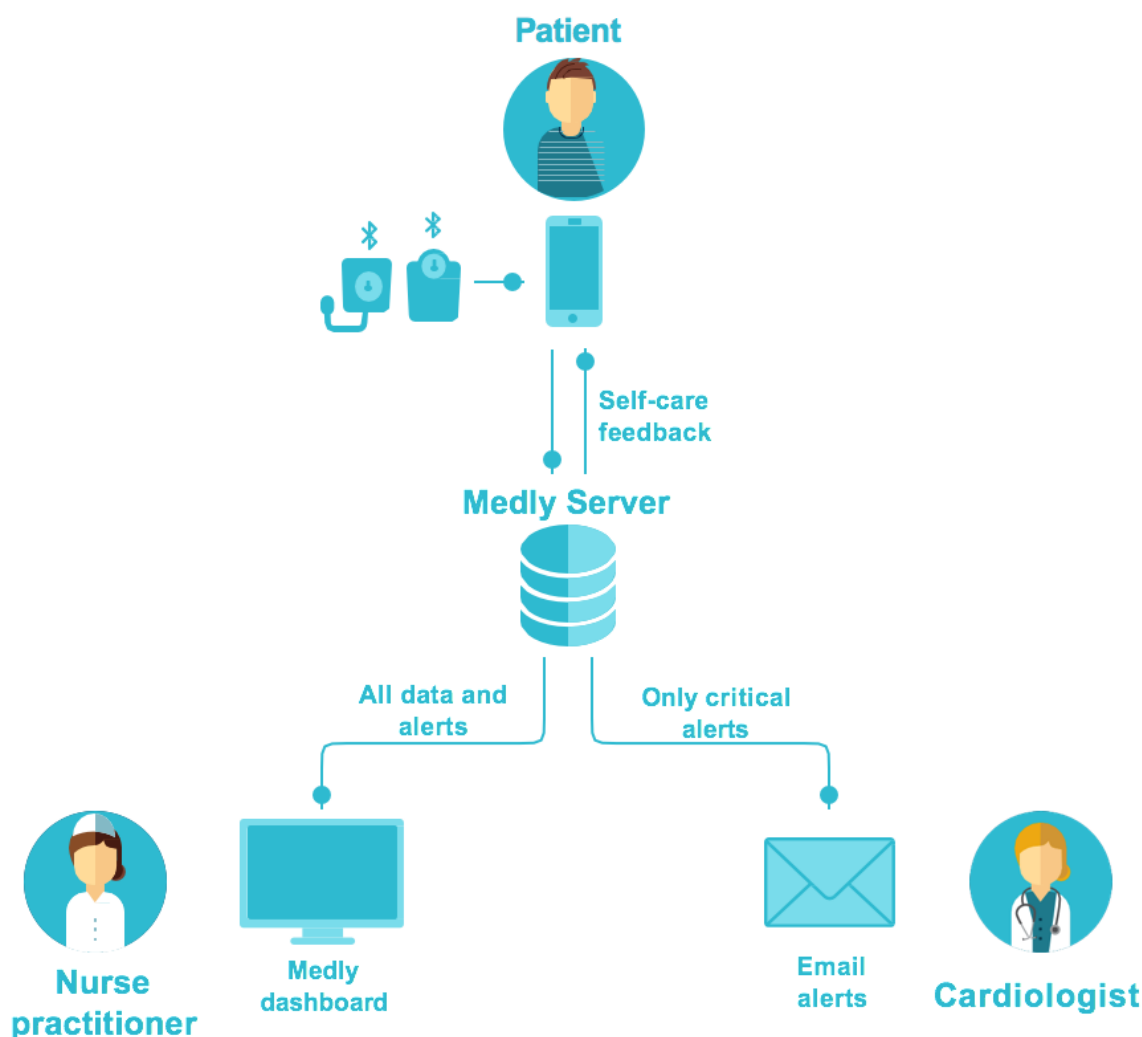 Patient
Self-care
feedback
Medly Server
All data and
alerts
Only critical
alerts
Nurse
practitioner
Medly
dashboard
Email
alerts
Cardiologist